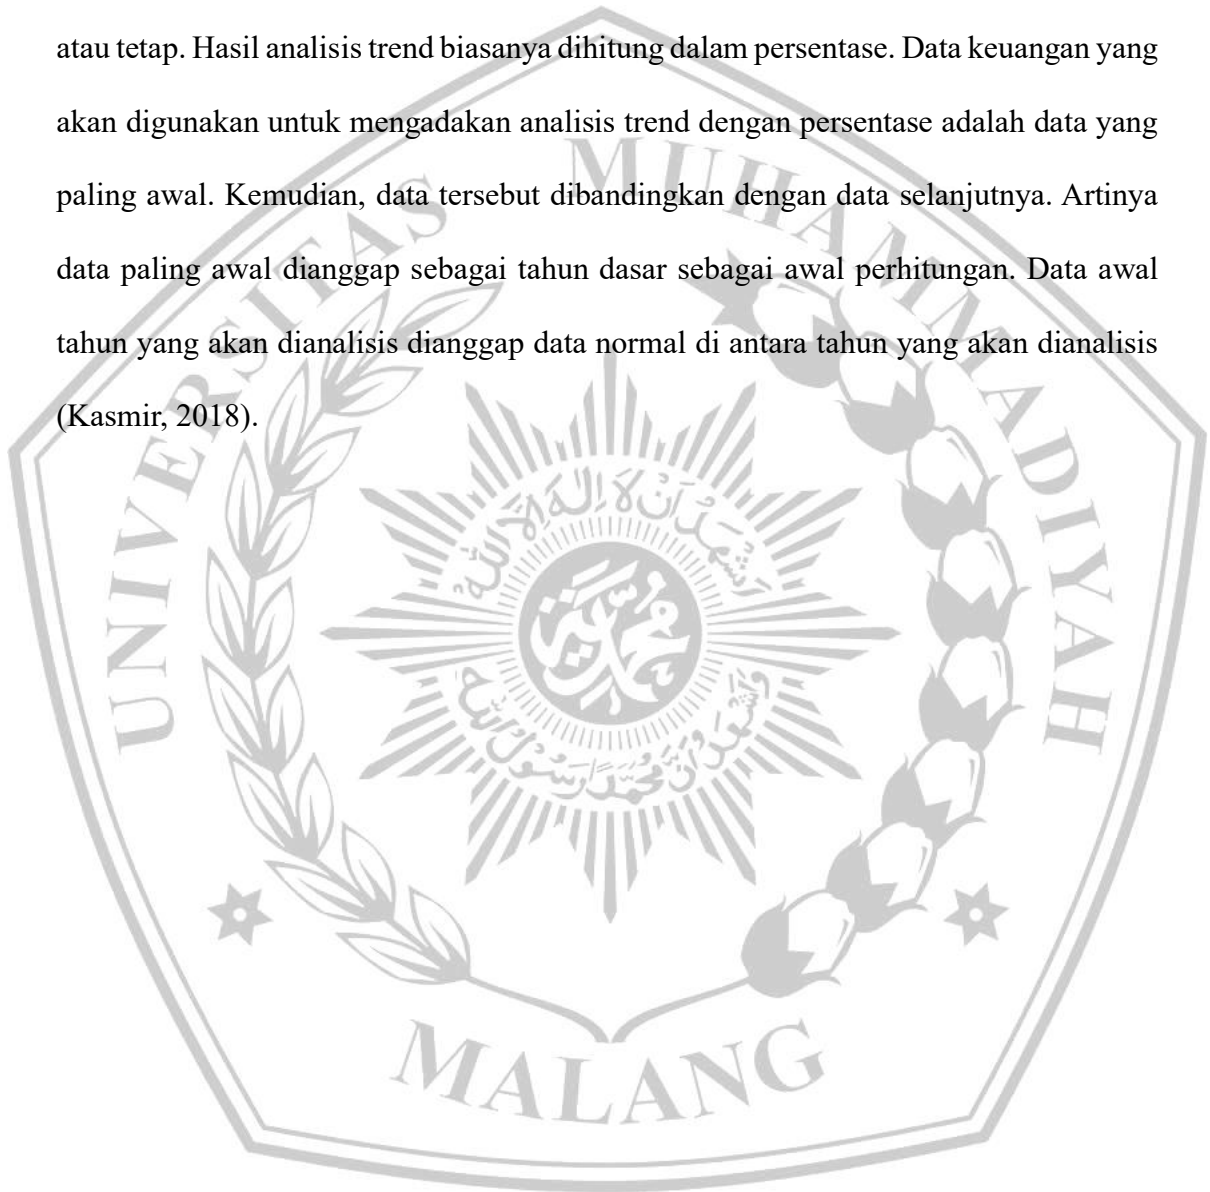 atau tetap. Hasil analisis trend biasanya dihitung dalam persentase. Data keuangan yang
akan digunakan untuk mengadakan analisis trend dengan persentase adalah data yang
paling awal. Kemudian, data tersebut dibandingkan dengan data selanjutnya. Artinya
data paling awal dianggap sebagai tahun dasar sebagai awal perhitungan. Data awal
tahun yang akan dianalisis dianggap data normal di antara tahun yang akan dianalisis
(Kasmir, 2018).
UNIVERSITAS MUHAMMADIYAH
MALANG